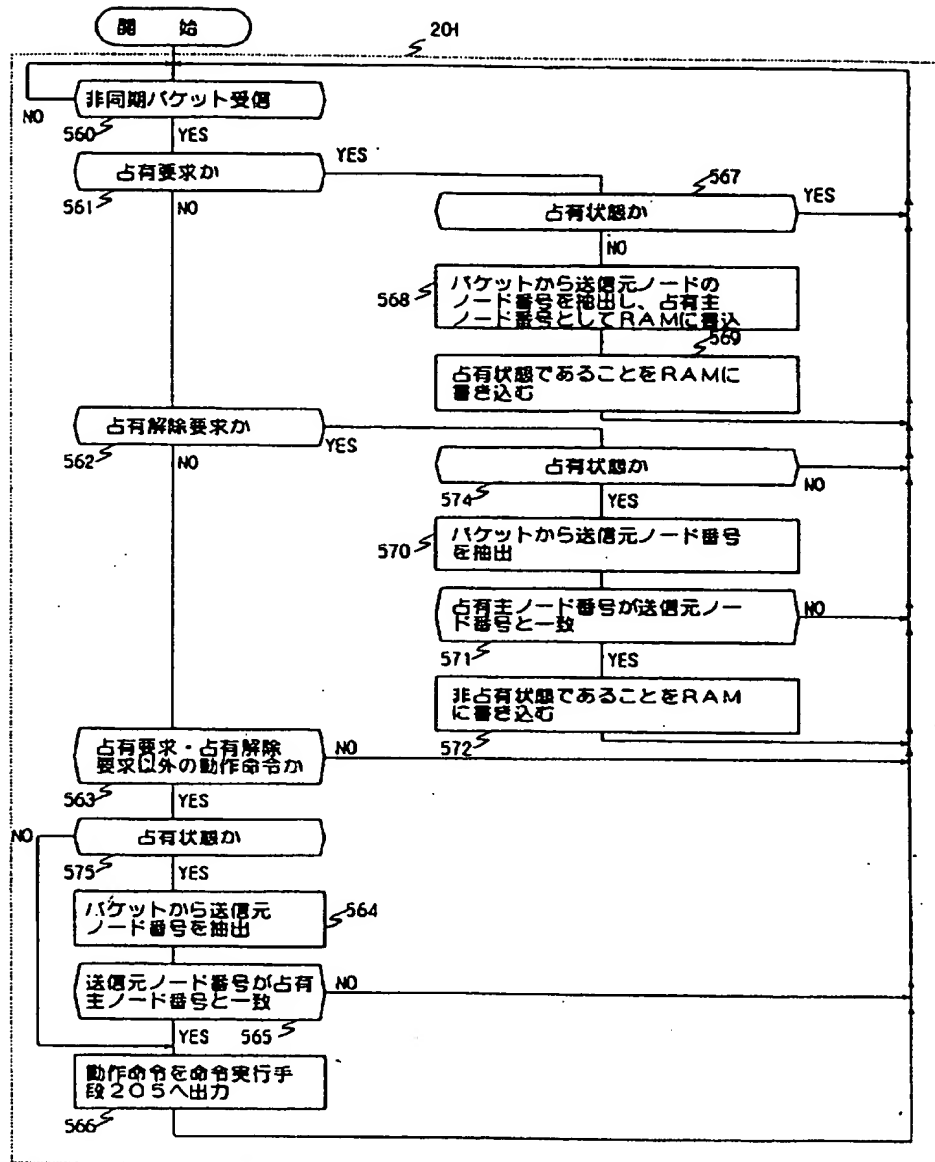 開 始
201
非同期パケット受信
NO
560
YES
占有要求か
YES
561
NO
567
占有状態か
YES
NO
568
パケットから送信元ノードの
ノード番号を抽出し、占有主
ノード番号としてRAMに書込
569
占有状態であることをRAMに
書き込む
占有解除要求か
YES
562
NO
占有状態か
NO
574
YES
570
パケットから送信元ノード番号
を抽出
占有主ノード番号が送信元ノー
ド番号と一致
NO
571
YES
非占有状態であることをRAM
に書き込む
572
占有要求・占有解除
要求以外の動作命令か
NO
563
YES
NO
占有状態か
575
YES
パケットから送信元
ノード番号を抽出
564
送信元ノード番号が占有
主ノード番号と一致
NO
YES
565
動作命令を命令実行手
段205へ出力
566